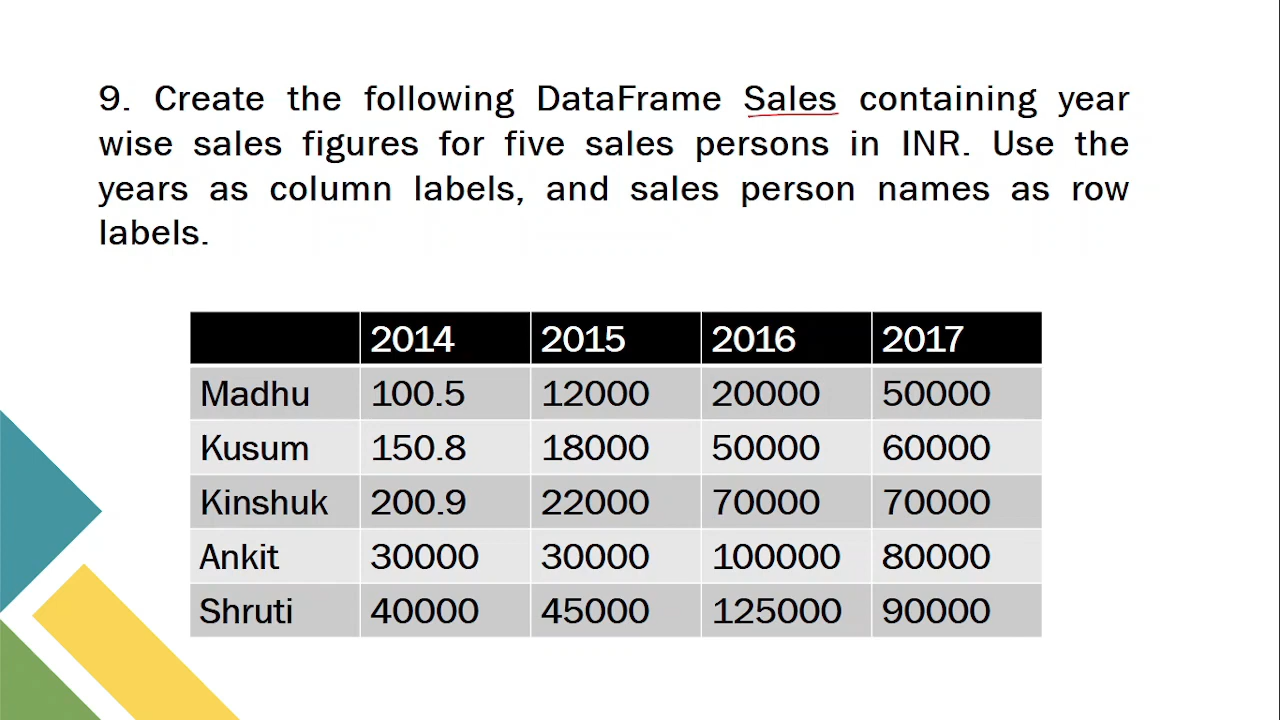 9. Create the following DataFrame Sales containing year
wise sales figures for five sales persons in INR. Use the
years as column labels, and sales person names as row
labels.
2014 2015 2016 2017
Madhu 100.5 12000 20000 50000
Kusum 150.8 18000 50000 60000
Kinshuk 200.9 22000 70000 70000
Ankit 30000 30000 100000 80000
Shruti 40000 45000 125000 90000